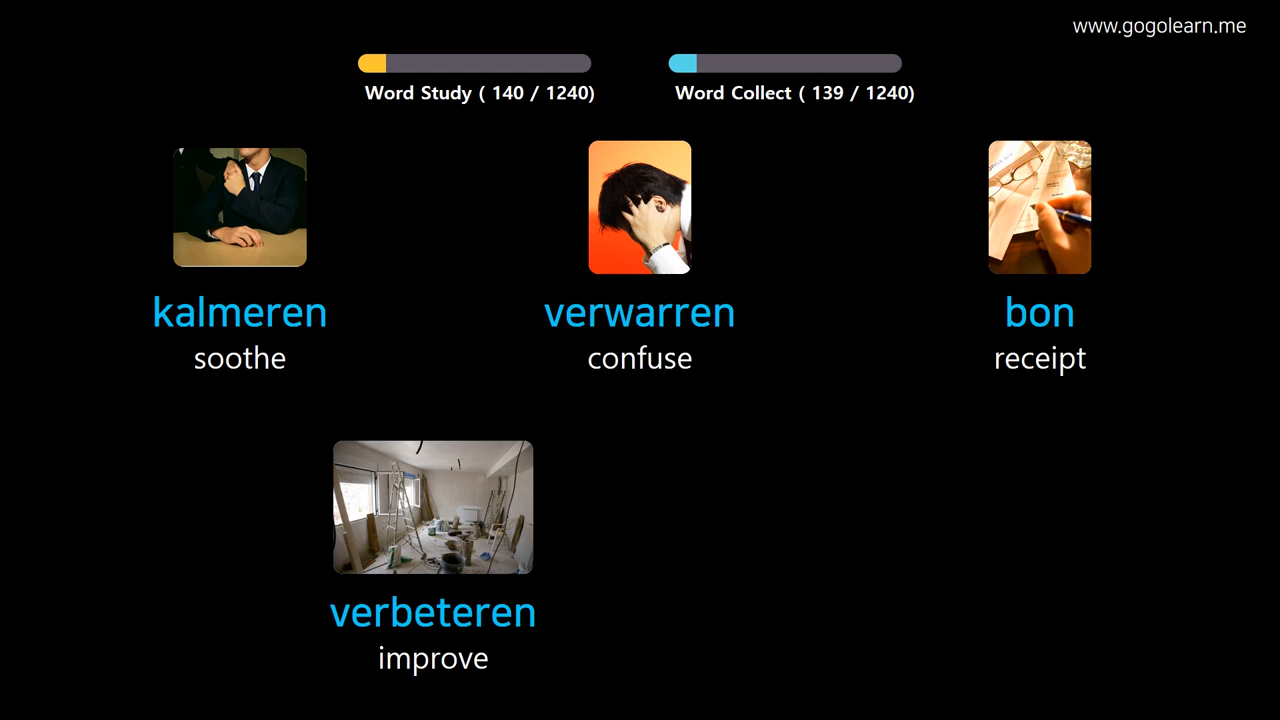 www.gogolearn.me
Word Study ( 140 / 1240)
Word Collect ( 139 / 1240)
kalmeren
soothe
verwarren
confuse
bon
receipt
verbeteren
improve